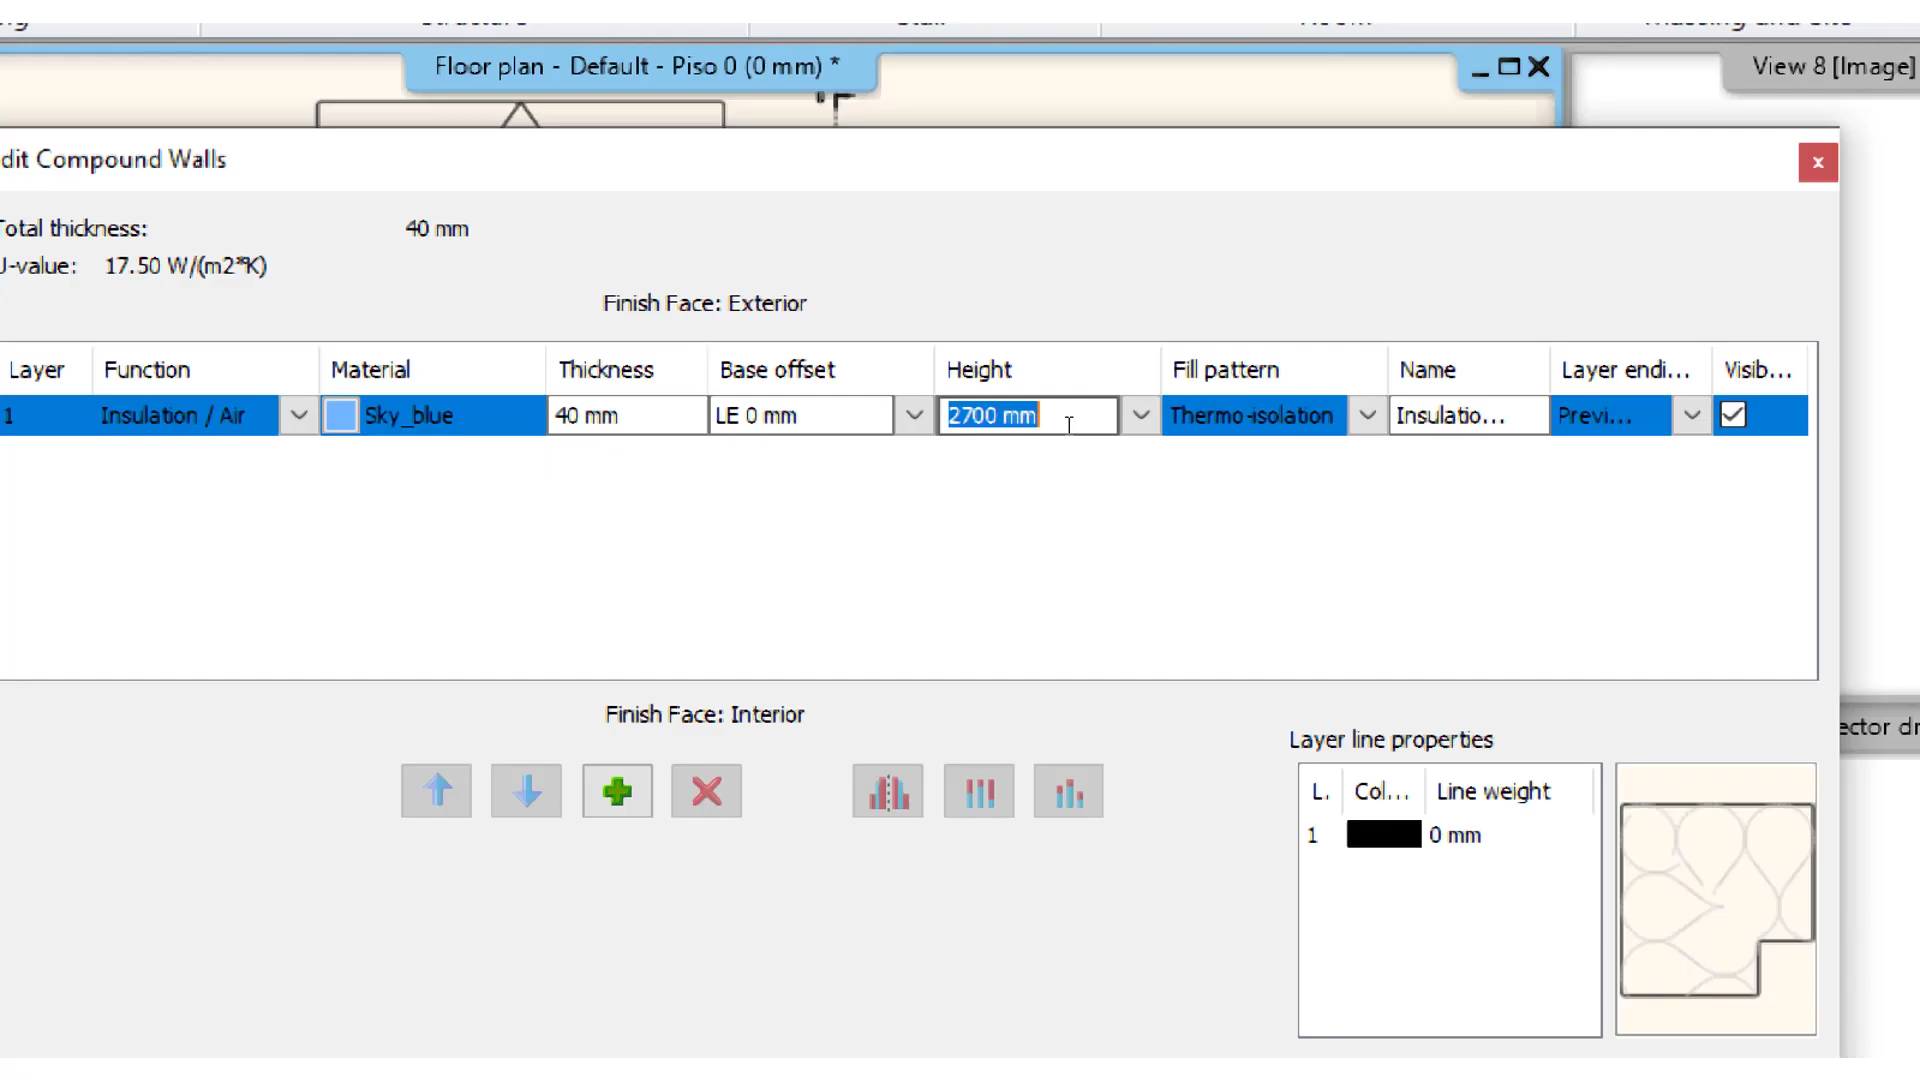 Floor plan - Default - Piso 0 (0 mm) *
View 8 [Image]
dit Compound Walls
Total thickness: 40 mm
U-value: 17.50 W/(m2*K)
Finish Face: Exterior
Layer Function Material Thickness Base offset Height Fill pattern Name Layer endi... Visib...
1 Insulation / Air Sky_blue 40 mm LE 0 mm 2700 mm Thermo-isolation Insulatio... Previ...
Finish Face: Interior
Layer line properties
ector dr
L. Col... Line weight
1 0 mm